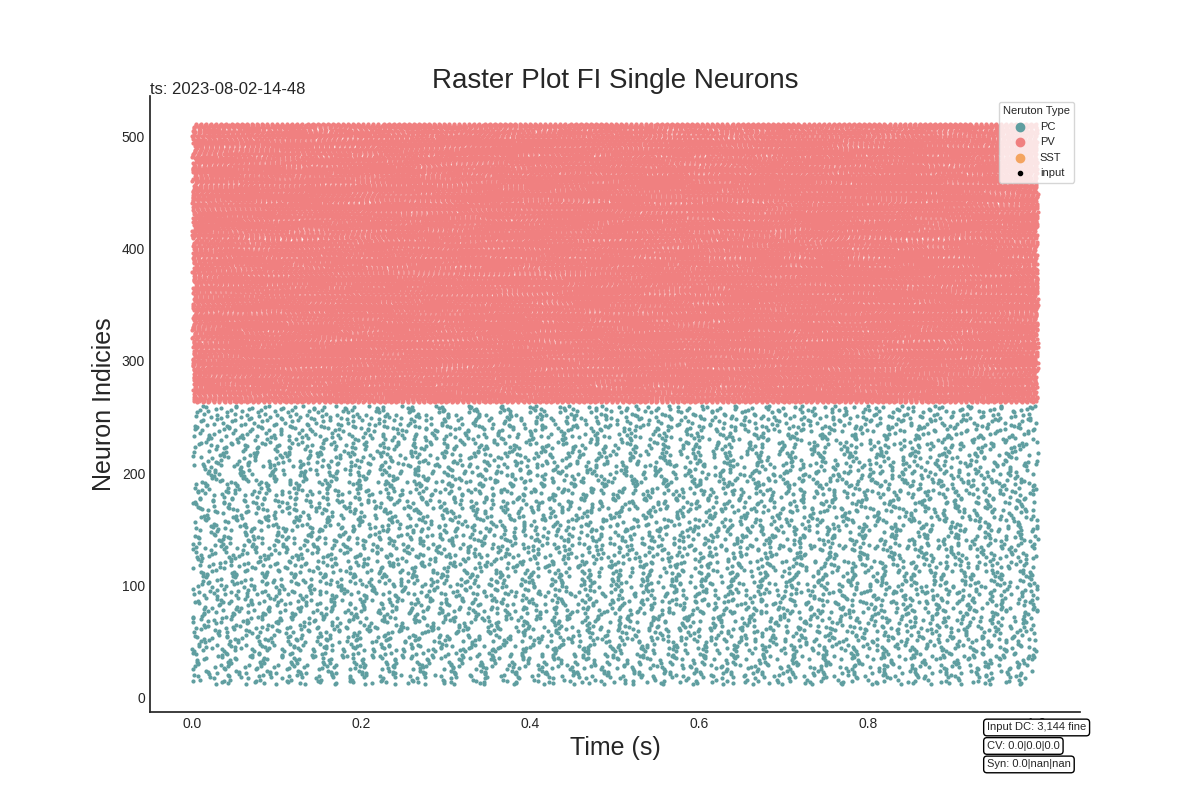 Raster Plot FI Single Neurons
ts: 2023-08-02-14-48
Neruton Type
PC
PV
SST
input
Neuron Indicies
500
400
300
200
100
0
0.0
0.2
0.4
0.6
0.8
Time (s)
Input DC: 3,144 fine
CV: 0.0|0.0|0.0
Syn: 0.0|nan|nan